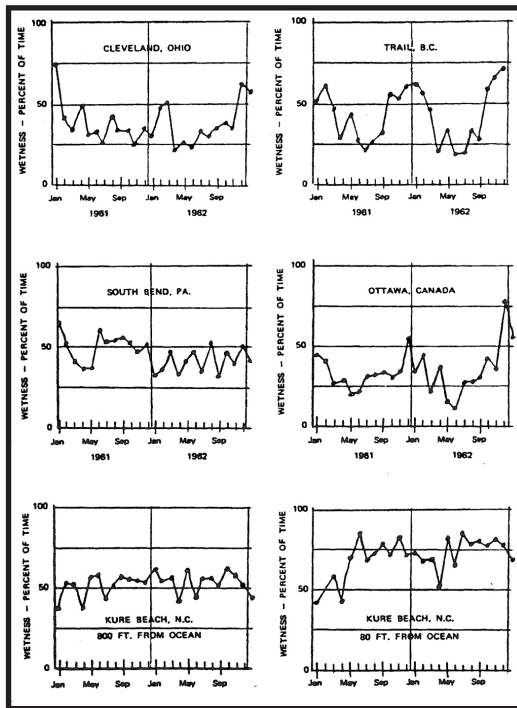 CLEVELAND, OHIO
WETNESS – PERCENT OF TIME
100
50
0
Jan May Sep Jan May Sep
1961 1962
TRAIL, B.C.
WETNESS – PERCENT OF TIME
100
50
0
Jan May Sep Jan May Sep
1961 1962
SOUTH BEND, PA.
WETNESS – PERCENT OF TIME
100
50
0
Jan May Sep Jan May Sep
1961 1962
OTTAWA, CANADA
WETNESS – PERCENT OF TIME
100
50
0
Jan May Sep Jan May Sep
1961 1962
WETNESS – PERCENT OF TIME
100
50
0
KURE BEACH, N.C.
800 FT. FROM OCEAN
Jan May Sep Jan May Sep
WETNESS – PERCENT OF TIME
100
50
0
KURE BEACH, N.C.
80 FT. FROM OCEAN
Jan May Sep Jan May Sep